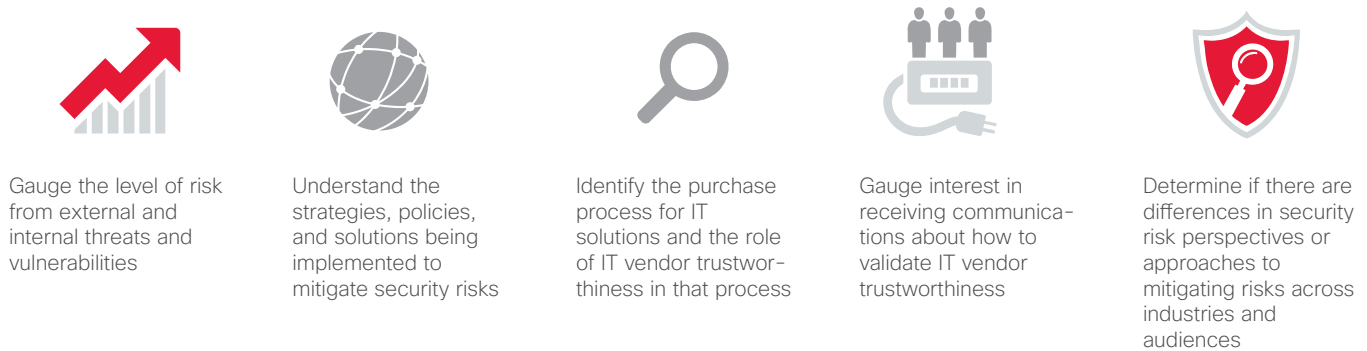 Gauge the level of risk
from external and
internal threats and
vulnerabilities
Understand the
strategies, policies,
and solutions being
implemented to
mitigate security risks
Identify the purchase
process for IT
solutions and the role
of IT vendor trustwor-
thiness in that process
Gauge interest in
receiving communica-
tions about how to
validate IT vendor
trustworthiness
Determine if there are
differences in security
risk perspectives or
approaches to
mitigating risks across
industries and
audiences